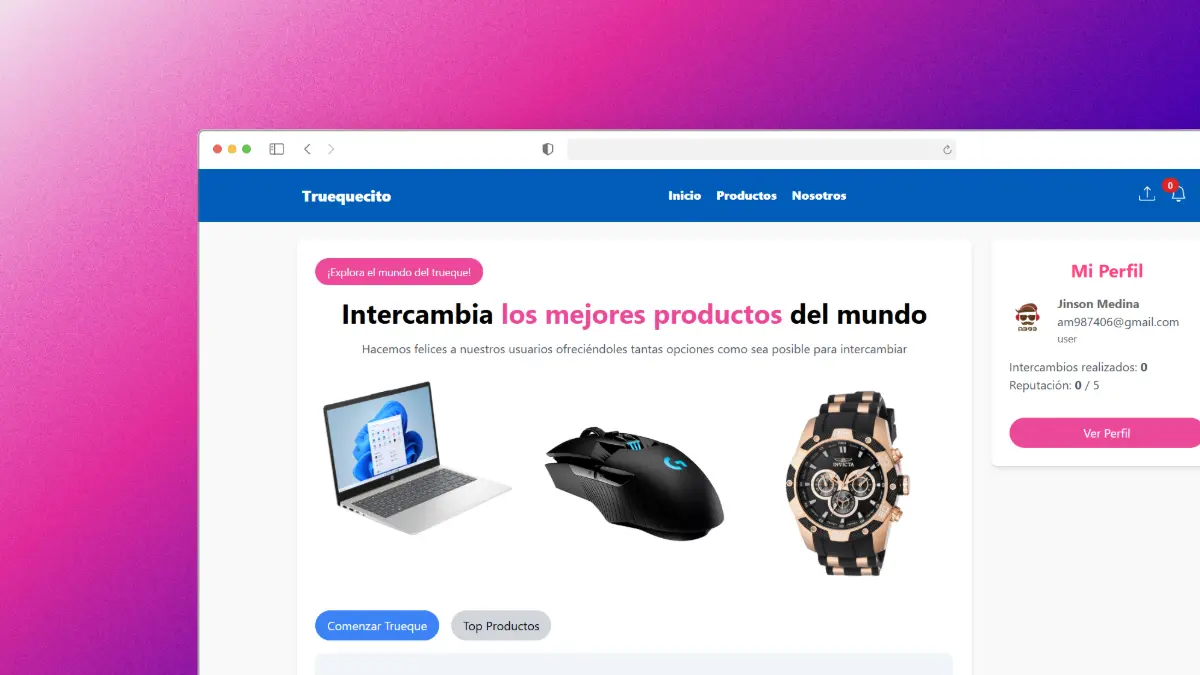 Truequecito
Inicio Productos Nosotros
0
¡Explora el mundo del trueque!
Intercambia los mejores productos del mundo
Hacemos felices a nuestros usuarios ofreciéndoles tantas opciones como sea posible para intercambiar
INVICTA
Comenzar Trueque
Top Productos
Mi Perfil
Jinson Medina
am987406@gmail.com
user
Intercambios realizados: 0
Reputación: 0 / 5
Ver Perfil